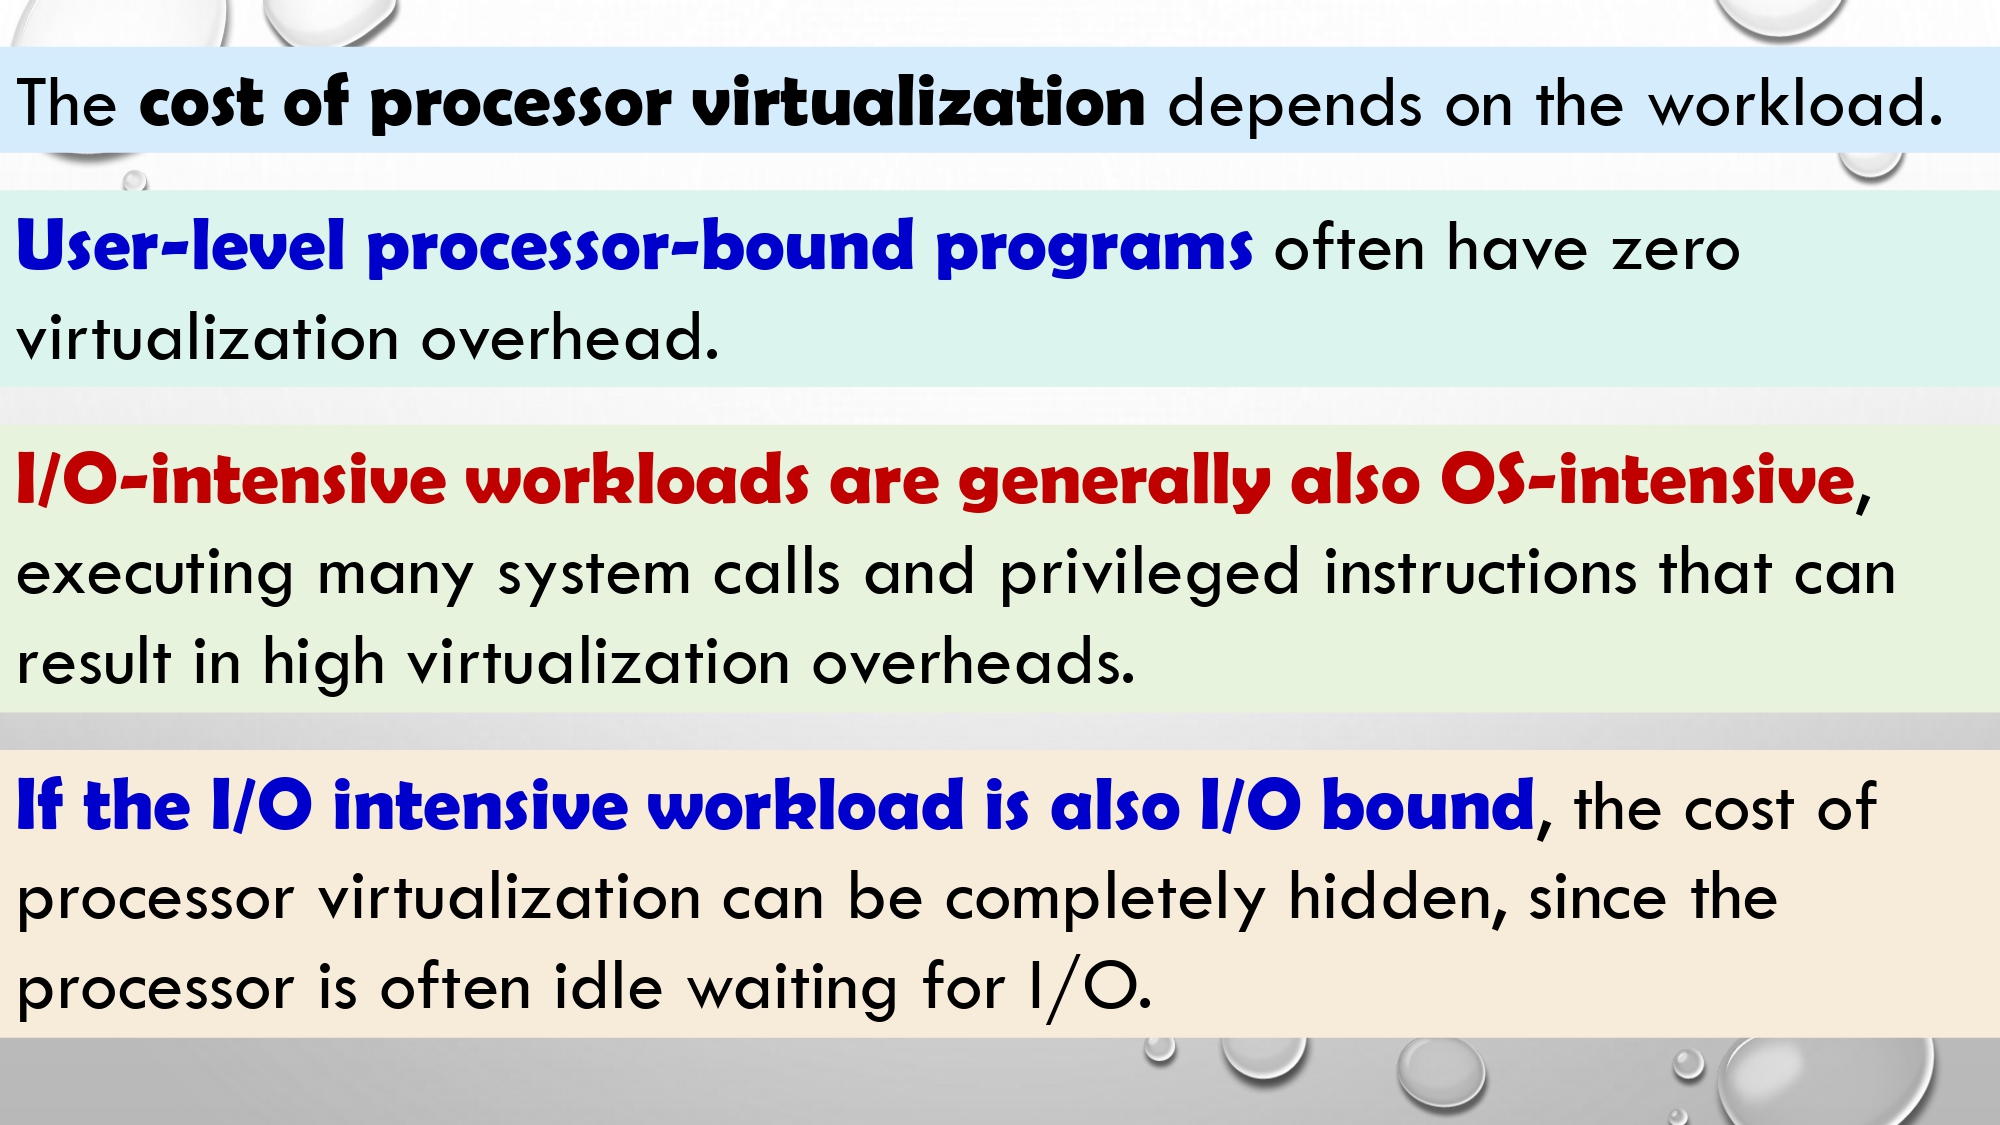 The cost of processor virtualization depends on the workload.
User-level processor-bound programs often have zero
virtualization overhead.
I/O-intensive workloads are generally also OS-intensive,
executing many system calls and privileged instructions that can
result in high virtualization overheads.
If the I/O intensive workload is also I/O bound, the cost of
processor virtualization can be completely hidden, since the
processor is often idle waiting for I/O.